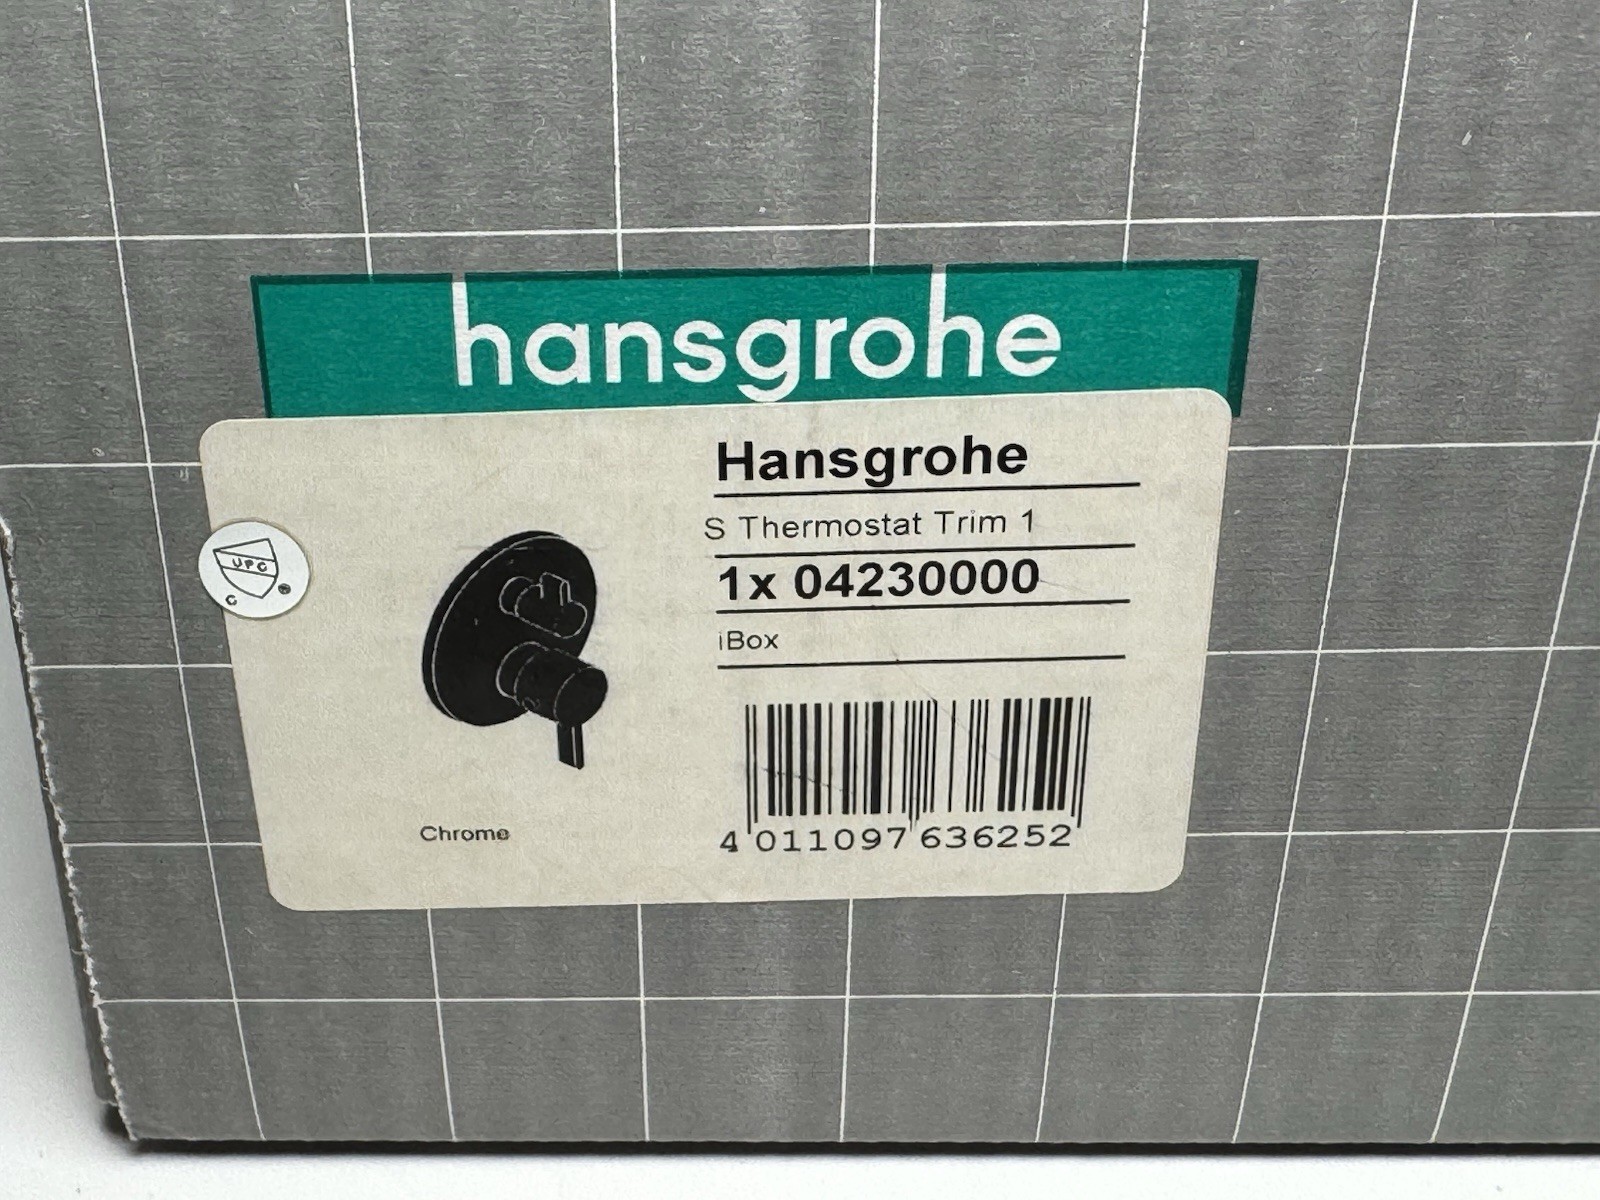 hansgrohe
Hansgrohe
S Thermostat Trim 1
1x 04230000
iBox
UPC
C
®
Chrome
4 011097 636252